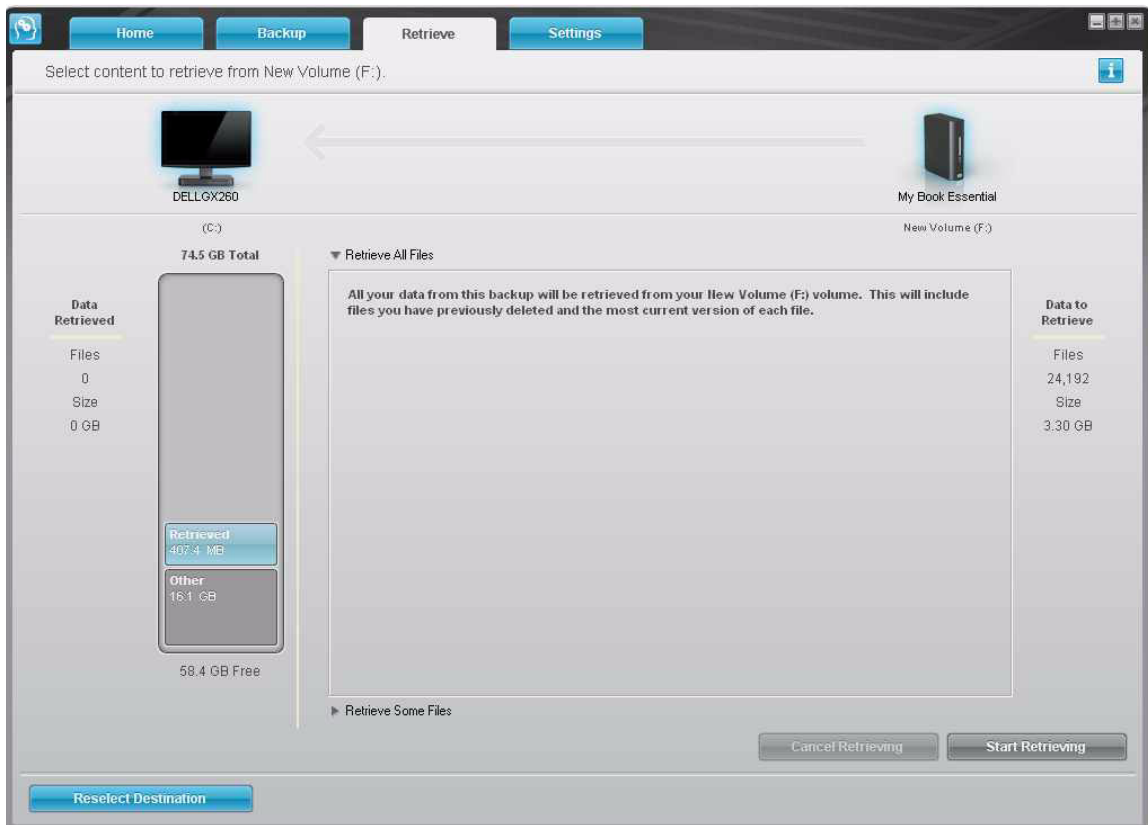 Home
Backup
Retrieve
Settings
Select content to retrieve from New Volume (F:).
i
DELLGX260
My Book Essential
(C:)
New Volume (F:)
74.5 GB Total
Data
Retrieved
Files
0
Size
0 GB
Retrieved
407.4 MB
Other
16.1 GB
58.4 GB Free
Retrieve All Files
All your data from this backup will be retrieved from your New Volume (F:) volume. This will include
files you have previously deleted and the most current version of each file.
Retrieve Some Files
Data to
Retrieve
Files
24,192
Size
3.30 GB
Cancel Retrieving
Start Retrieving
Reselect Destination